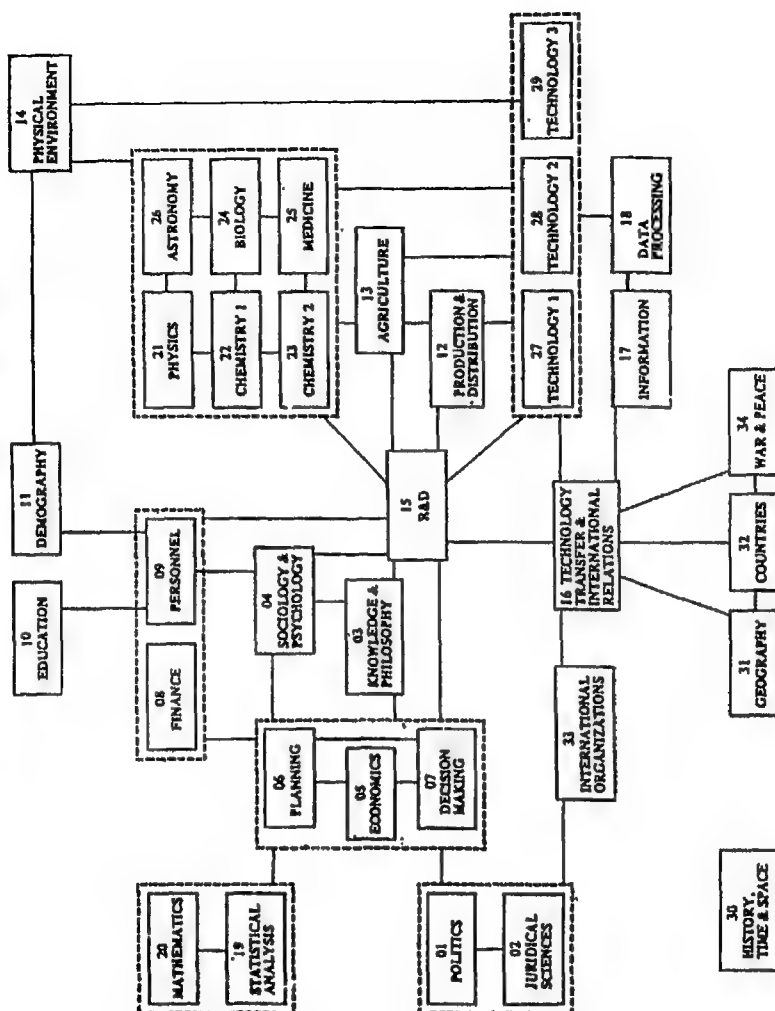 14
PHYSICAL
ENVIRONMENT
11
DEMOGRAPHY
10
EDUCATION
26
ASTRONOMY
24
BIOLOGY
25
MEDICINE
21
PHYSICS
22
CHEMISTRY 1
23
CHEMISTRY 2
09
PERSONNEL
08
FINANCE
29
TECHNOLOGY 3
28
TECHNOLOGY 2
27
TECHNOLOGY 1
13
AGRICULTURE
12
PRODUCTION &
DISTRIBUTION
04
SOCIOLOGY &
PSYCHOLOGY
03
KNOWLEDGE &
PHILOSOPHY
15
R&D
06
PLANNING
05
ECONOMICS
07
DECISION
MAKING
20
MATHEMATICS
19
STATISTICAL
ANALYSIS
01
POLITICS
02
JURIDICAL
SCIENCES
18
DATA
PROCESSING
17
INFORMATION
16 TECHNOLOGY
TRANSFER &
INTERNATIONAL
RELATIONS
33
INTERNATIONAL
ORGANIZATIONS
34
WAR & PEACE
32
COUNTRIES
31
GEOGRAPHY
30
HISTORY,
TIME & SPACE